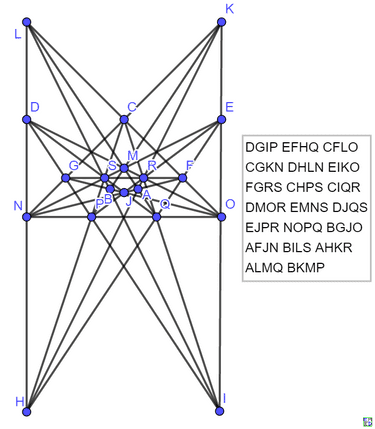 K
L
D
C
E
M
G
S
R
F
B
J
A
N
P
Q
O
H
I
DGIP EFHQ CFLO
CGKN DHLN EIKO
FGRS CHPS CIQR
DMOR EMNS DJQS
EJPR NOPQ BGJO
AFJN BILS AHKR
ALMQ BKMP